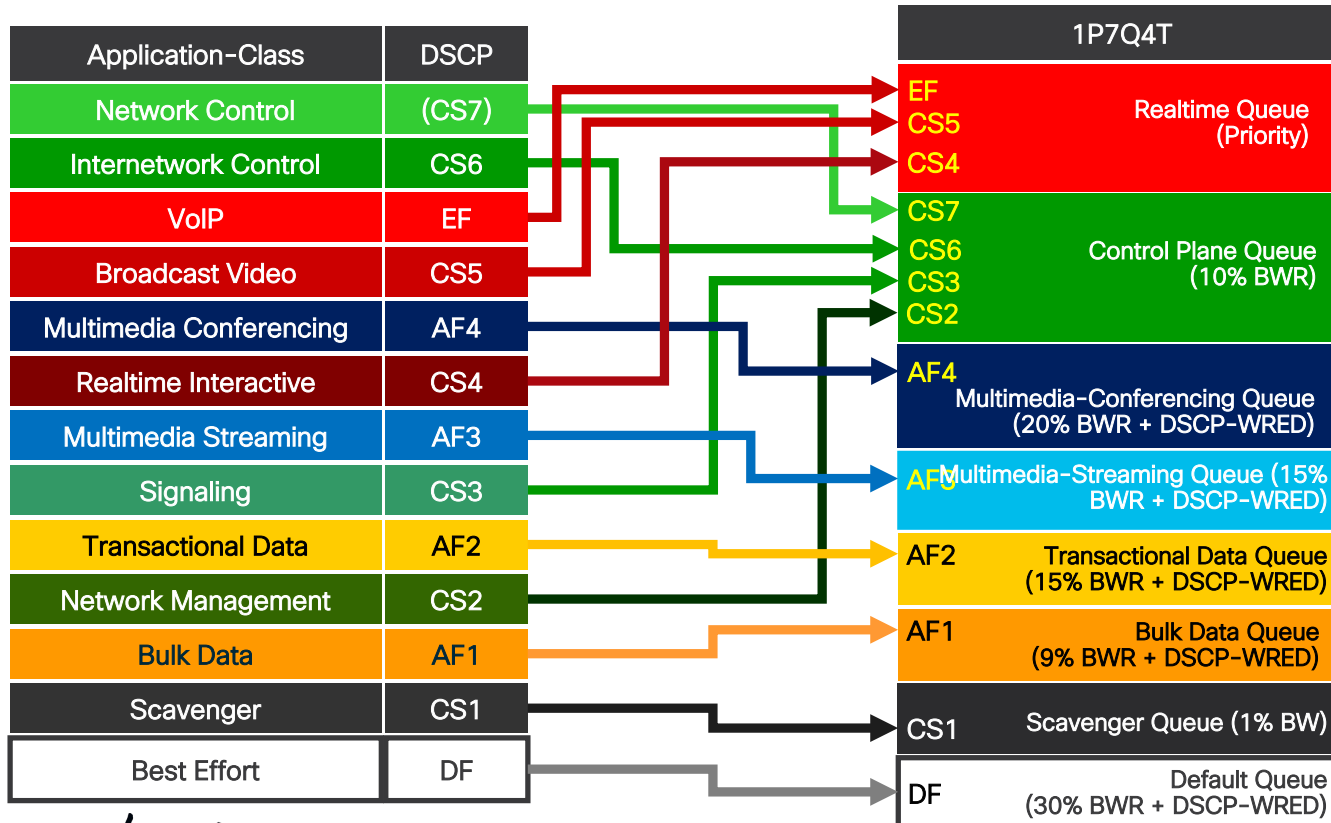 Application-Class DSCP
Network Control (CS7)
Internetwork Control CS6
VoIP EF
Broadcast Video CS5
Multimedia Conferencing AF4
Realtime Interactive CS4
Multimedia Streaming AF3
Signaling CS3
Transactional Data AF2
Network Management CS2
Bulk Data AF1
Scavenger CS1
Best Effort DF
1P7Q4T
EF
CS5
CS4
Realtime Queue
(Priority)
CS7
CS6
CS3
CS2
Control Plane Queue
(10% BWR)
AF4
Multimedia-Conferencing Queue
(20% BWR + DSCP-WRED)
AF3
Multimedia-Streaming Queue (15%
BWR + DSCP-WRED)
AF2
Transactional Data Queue
(15% BWR + DSCP-WRED)
AF1
Bulk Data Queue
(9% BWR + DSCP-WRED)
CS1
Scavenger Queue (1% BW)
DF
Default Queue
(30% BWR + DSCP-WRED)